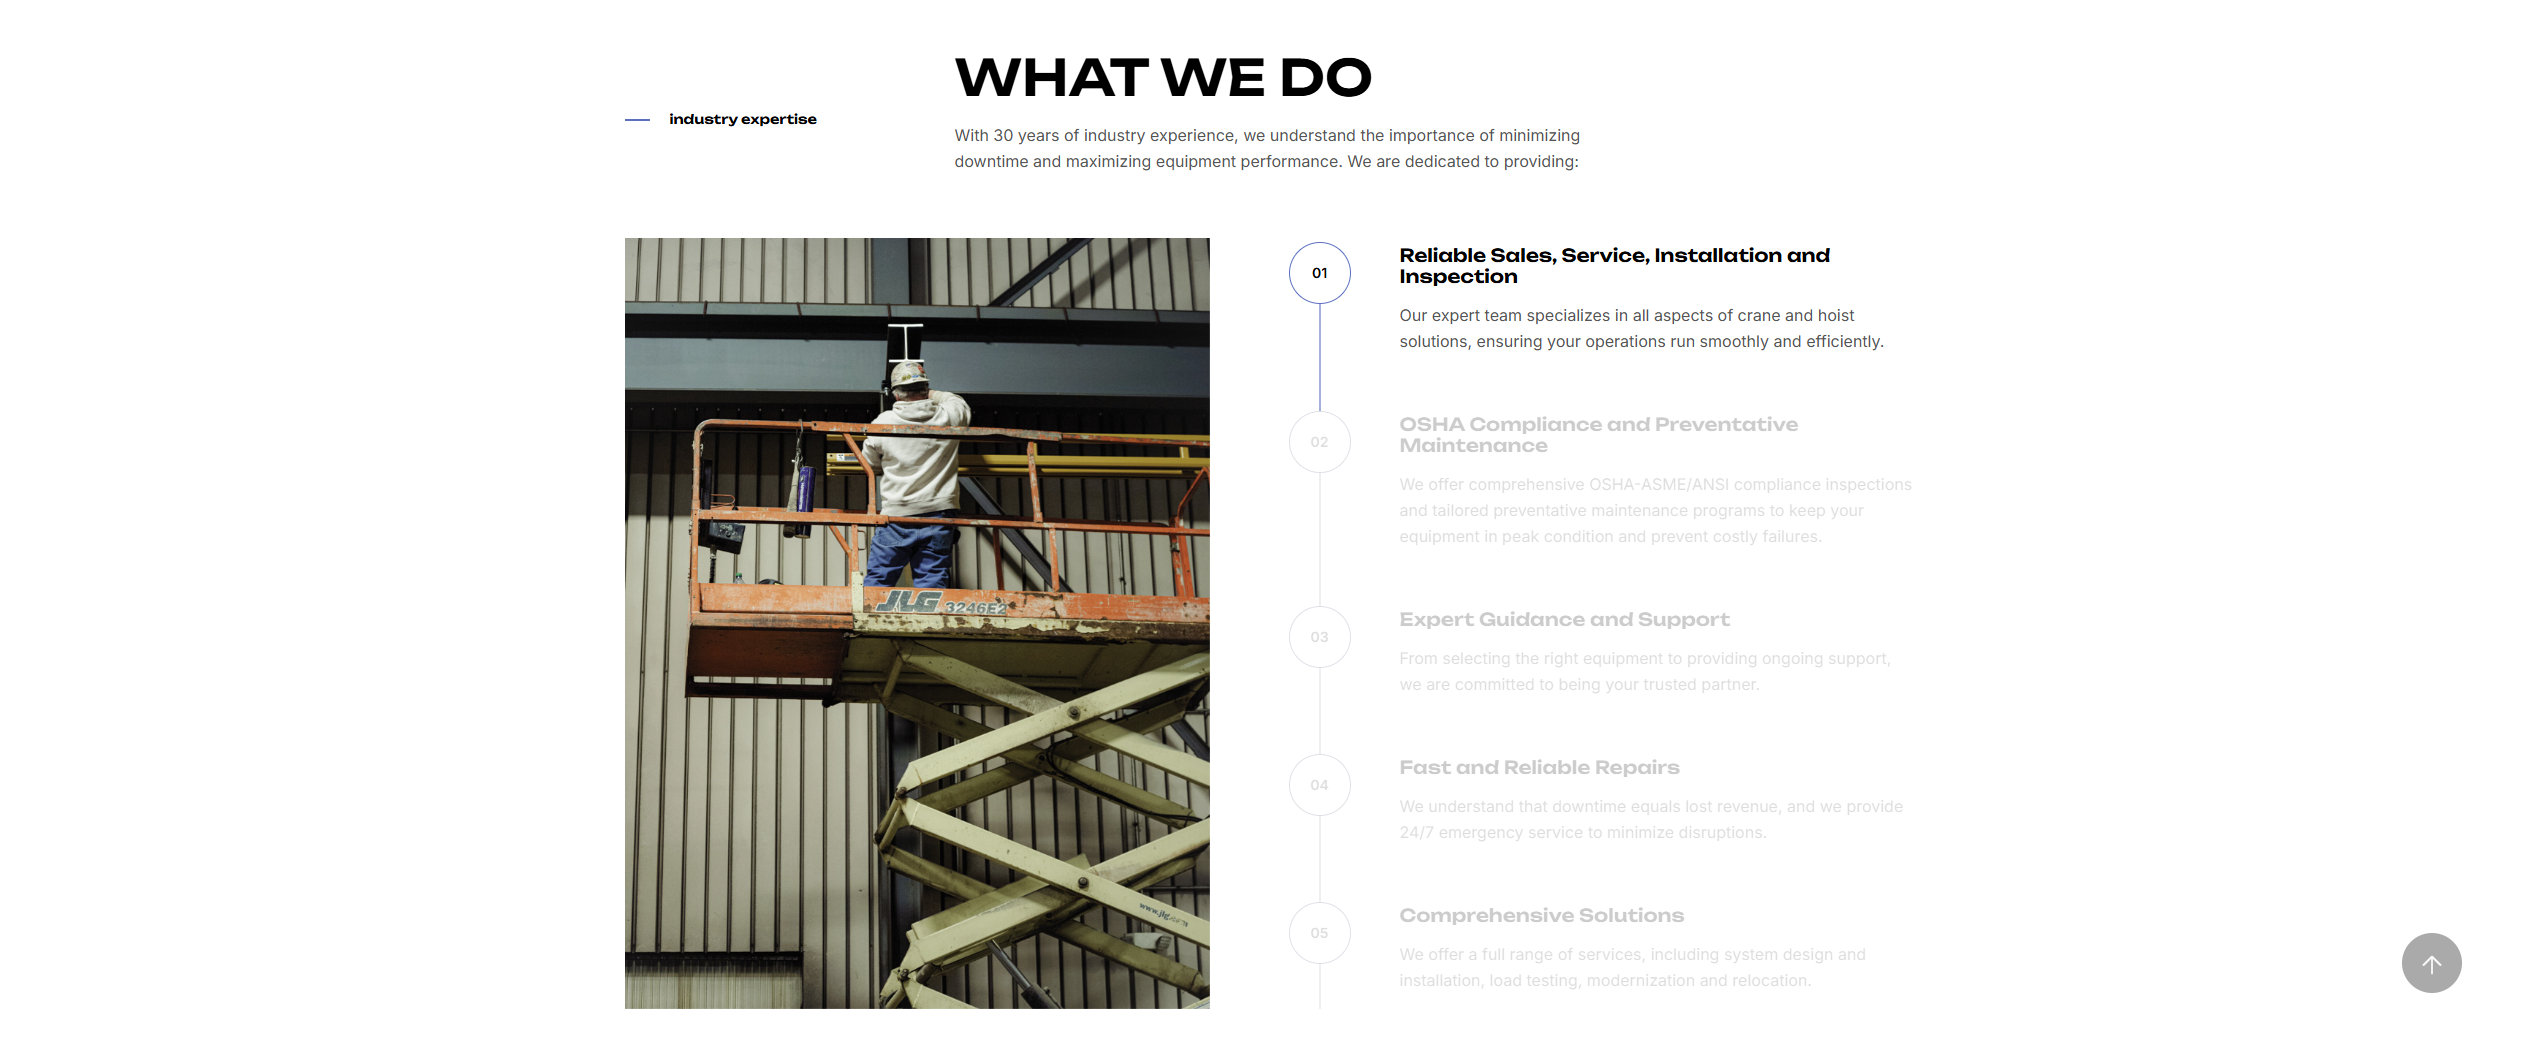 WHAT WE DO
industry expertise
With 30 years of industry experience, we understand the importance of minimizing
downtime and maximizing equipment performance. We are dedicated to providing:
01
Reliable Sales, Service, Installation and
Inspection
Our expert team specializes in all aspects of crane and hoist
solutions, ensuring your operations run smoothly and efficiently.
02
OSHA Compliance and Preventative
Maintenance
We offer comprehensive OSHA-ASME/ANSI compliance inspections
and tailored preventative maintenance programs to keep your
equipment in peak condition and prevent costly failures.
03
Expert Guidance and Support
From selecting the right equipment to providing ongoing support,
we are committed to being your trusted partner.
04
Fast and Reliable Repairs
We understand that downtime equals lost revenue, and we provide
24/7 emergency service to minimize disruptions.
05
Comprehensive Solutions
We offer a full range of services, including system design and
installation, load testing, modernization and relocation.
JLG 3246E2
www.jlg.com